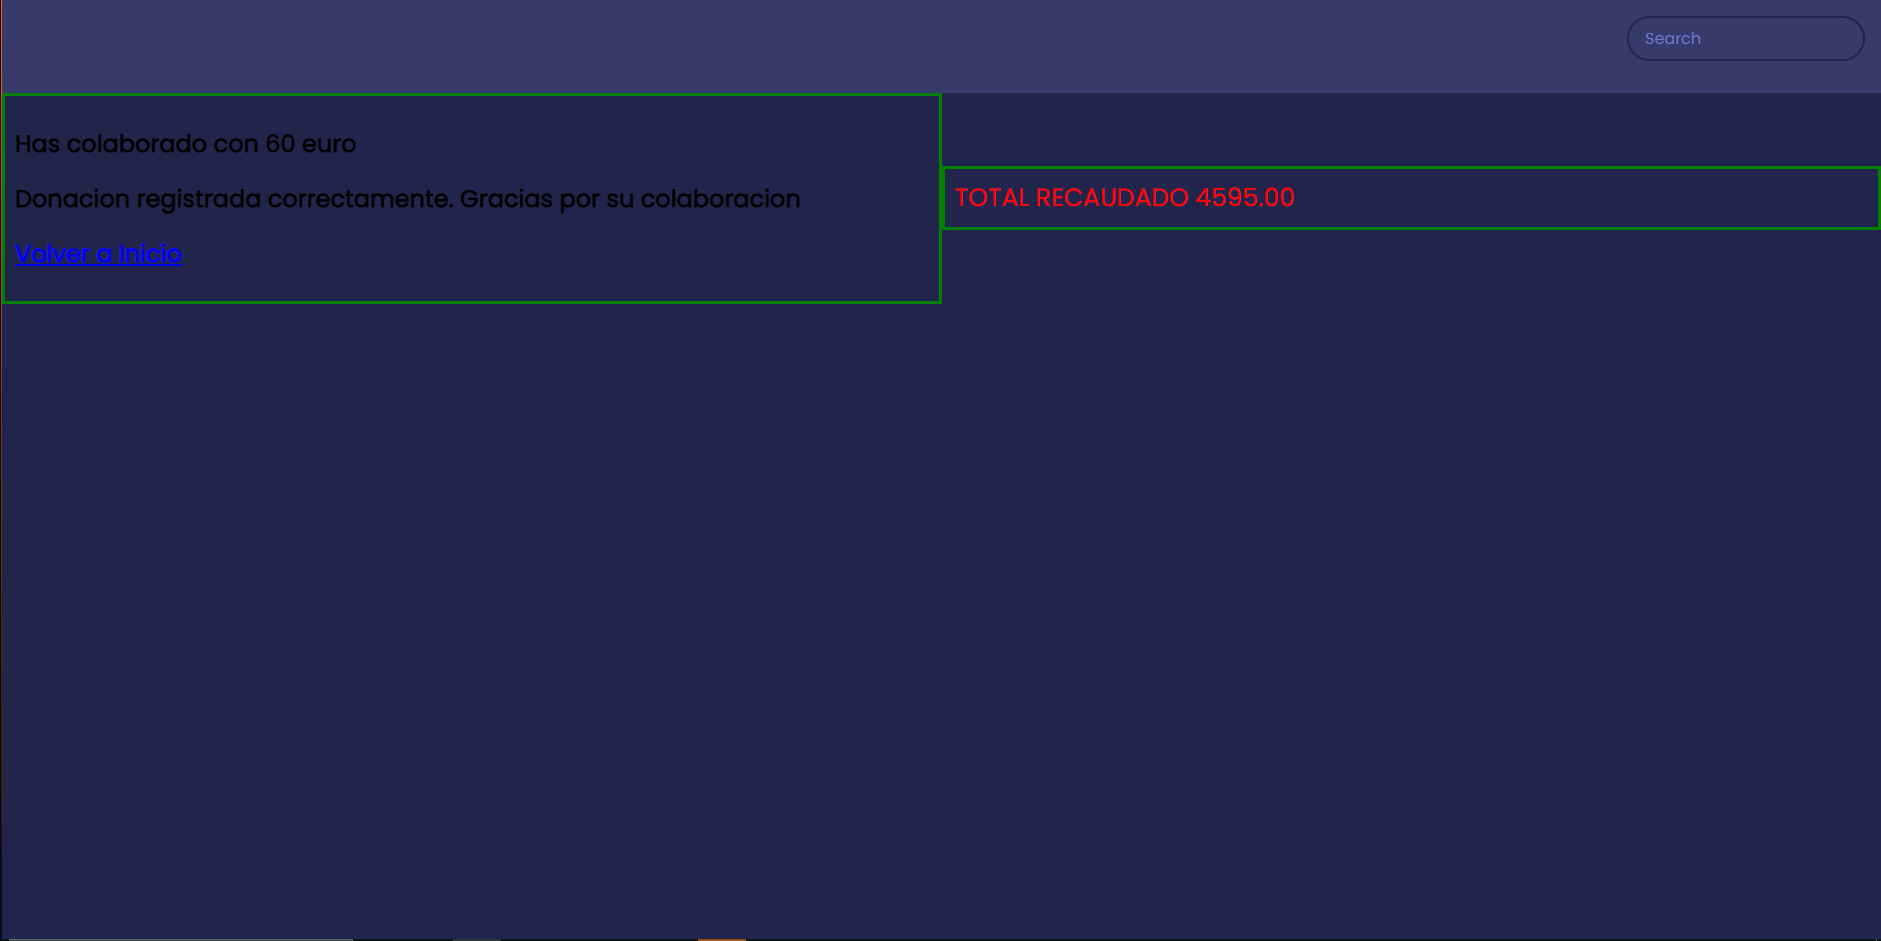 Search
Has colaborado con 60 euro
Donacion registrada correctamente. Gracias por su colaboracion
Volver a Inicio
TOTAL RECAUDADO 4595.00